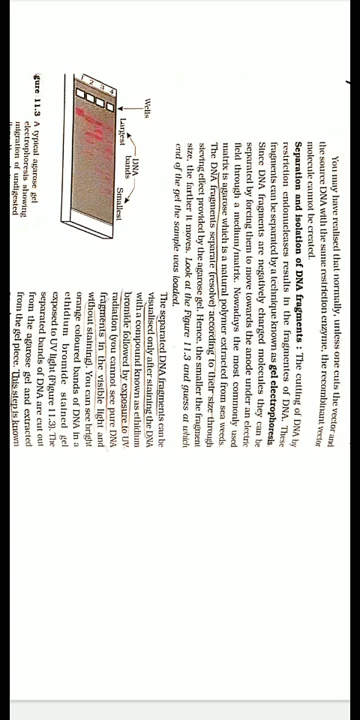 You may have realised that normally, unless one cuts the vector and
the source DNA with the same restriction enzyme, the recombinant vector
molecule cannot be created.
Separation and isolation of DNA fragments : The cutting of DNA by
restriction endonucleases results in the fragmentes of DNA. These
fragments can be separated by a technique known as gel electrophoresis.
Since DNA fragments are negatively charged molecules they can be
separated by forcing them to move towards the anode under an electric
field through a medium/matrix. Nowadays the most commonly used
matrix is agarose which is a natural polymer extracted from sea weeds.
The DNA fragments separate (resolve) according to their size through
sieving effect provided by the agarose gel. Hence, the smaller the fragment
size, the farther it moves. Look at the Figure 11.3 and guess at which
end of the gel the sample was loaded.
Wells
DNA
bands
Largest
Smallest
1 2 3 4
gure 11.3 A typical agarose gel
electrophoresis showing
migration of undigested
The separated DNA fragments can be
visualised only after staining the DNA
with a compound known as ethidium
bromide followed by exposure to UV
radiation (you cannot see pure DNA
fragments in the visible light and
without staining). You can see bright
orange coloured bands of DNA in a
ethidium bromide stained gel
exposed to UV light (Figure 11.3). The
separated bands of DNA are cut out
from the agarose gel and extracted
from the gel piece. This step is known